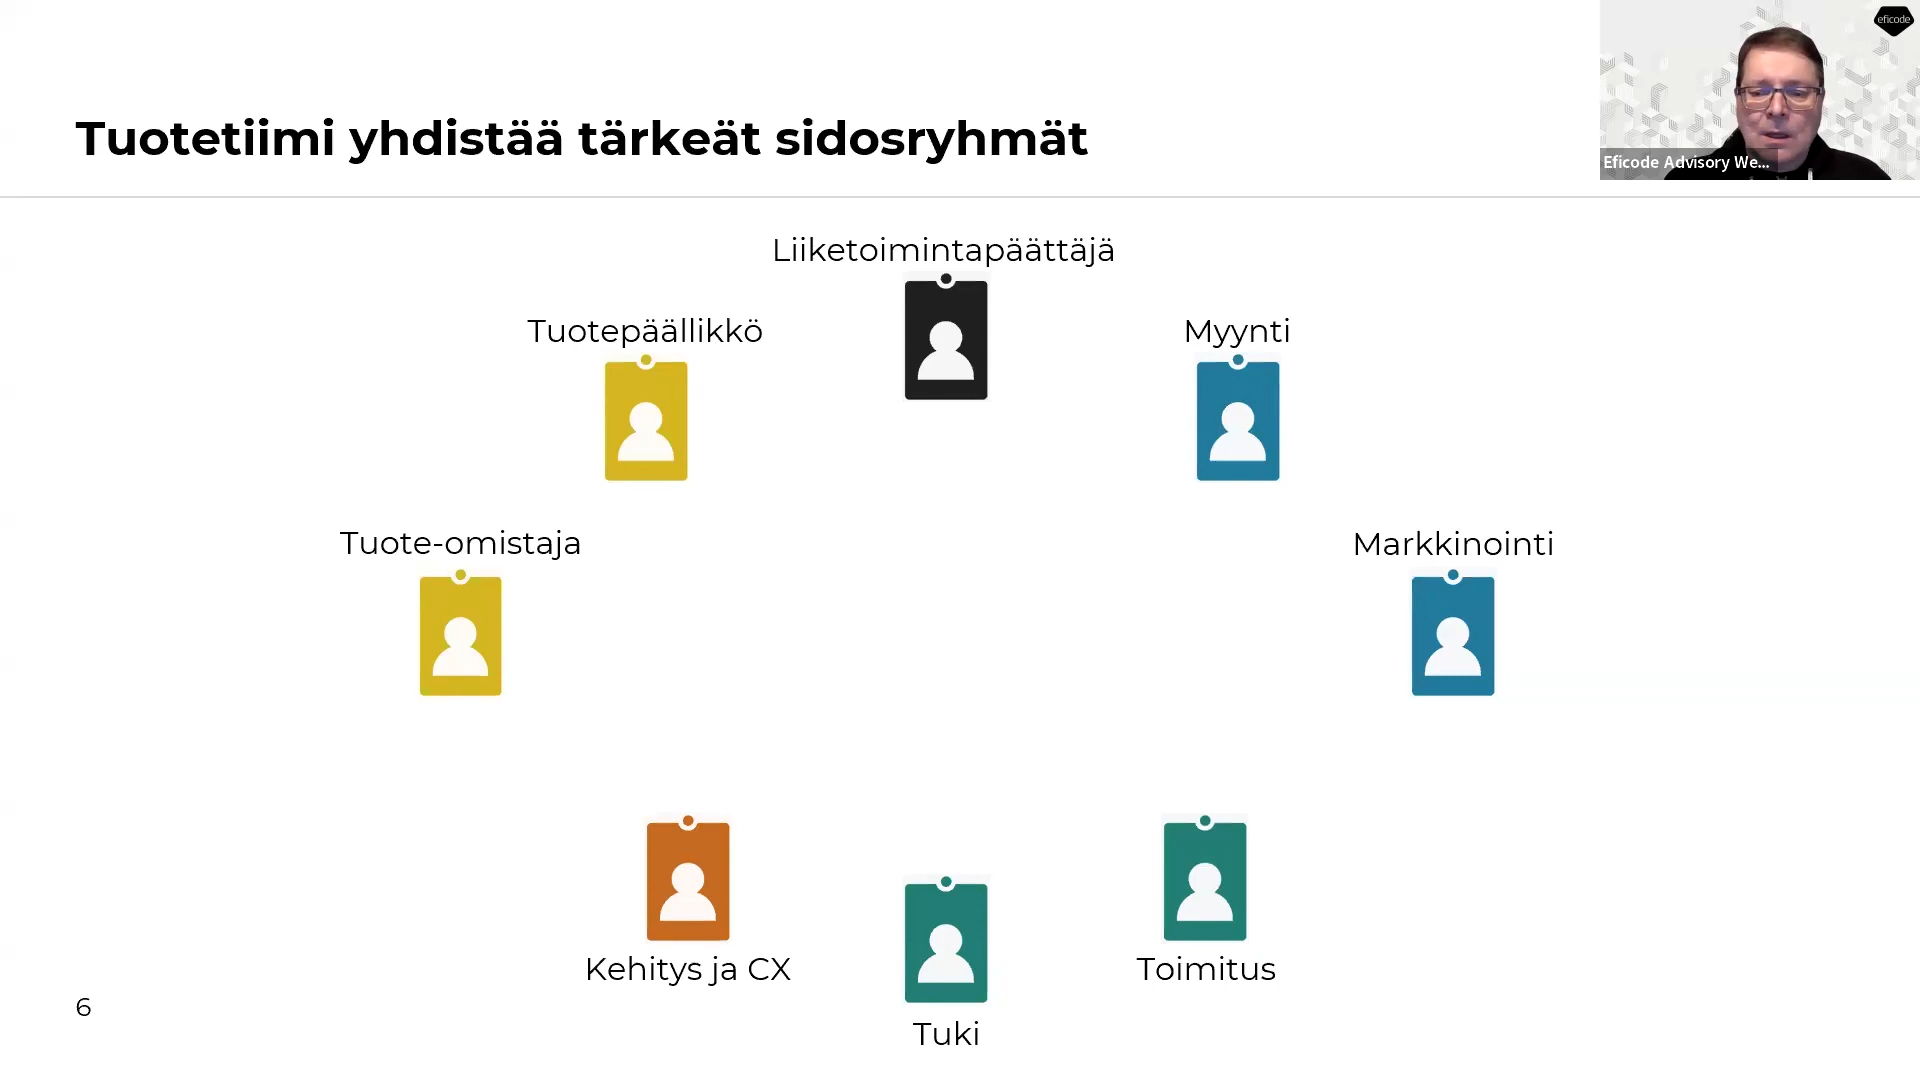 eficode
Tuotetiimi yhdistää tärkeät sidosryhmät
Eficode Advisory We...
Liiketoimintapäättäjä
Tuotepäällikkö
Myynti
Tuote-omistaja
Markkinointi
Kehitys ja CX
Toimitus
6
Tuki